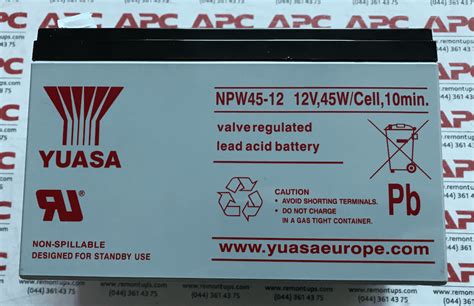 NPW45-12 12V,45W/Cell,10min.
valve regulated
lead acid battery
YUASA
Pb
CAUTION
• AVOID SHORTING TERMINALS.
• DO NOT CHARGE
IN A GAS TIGHT CONTAINER.
NON-SPILLABLE
DESIGNED FOR STANDBY USE
www.yuasaeurope.com
APC
www.remontups.com
(044) 361 43 75